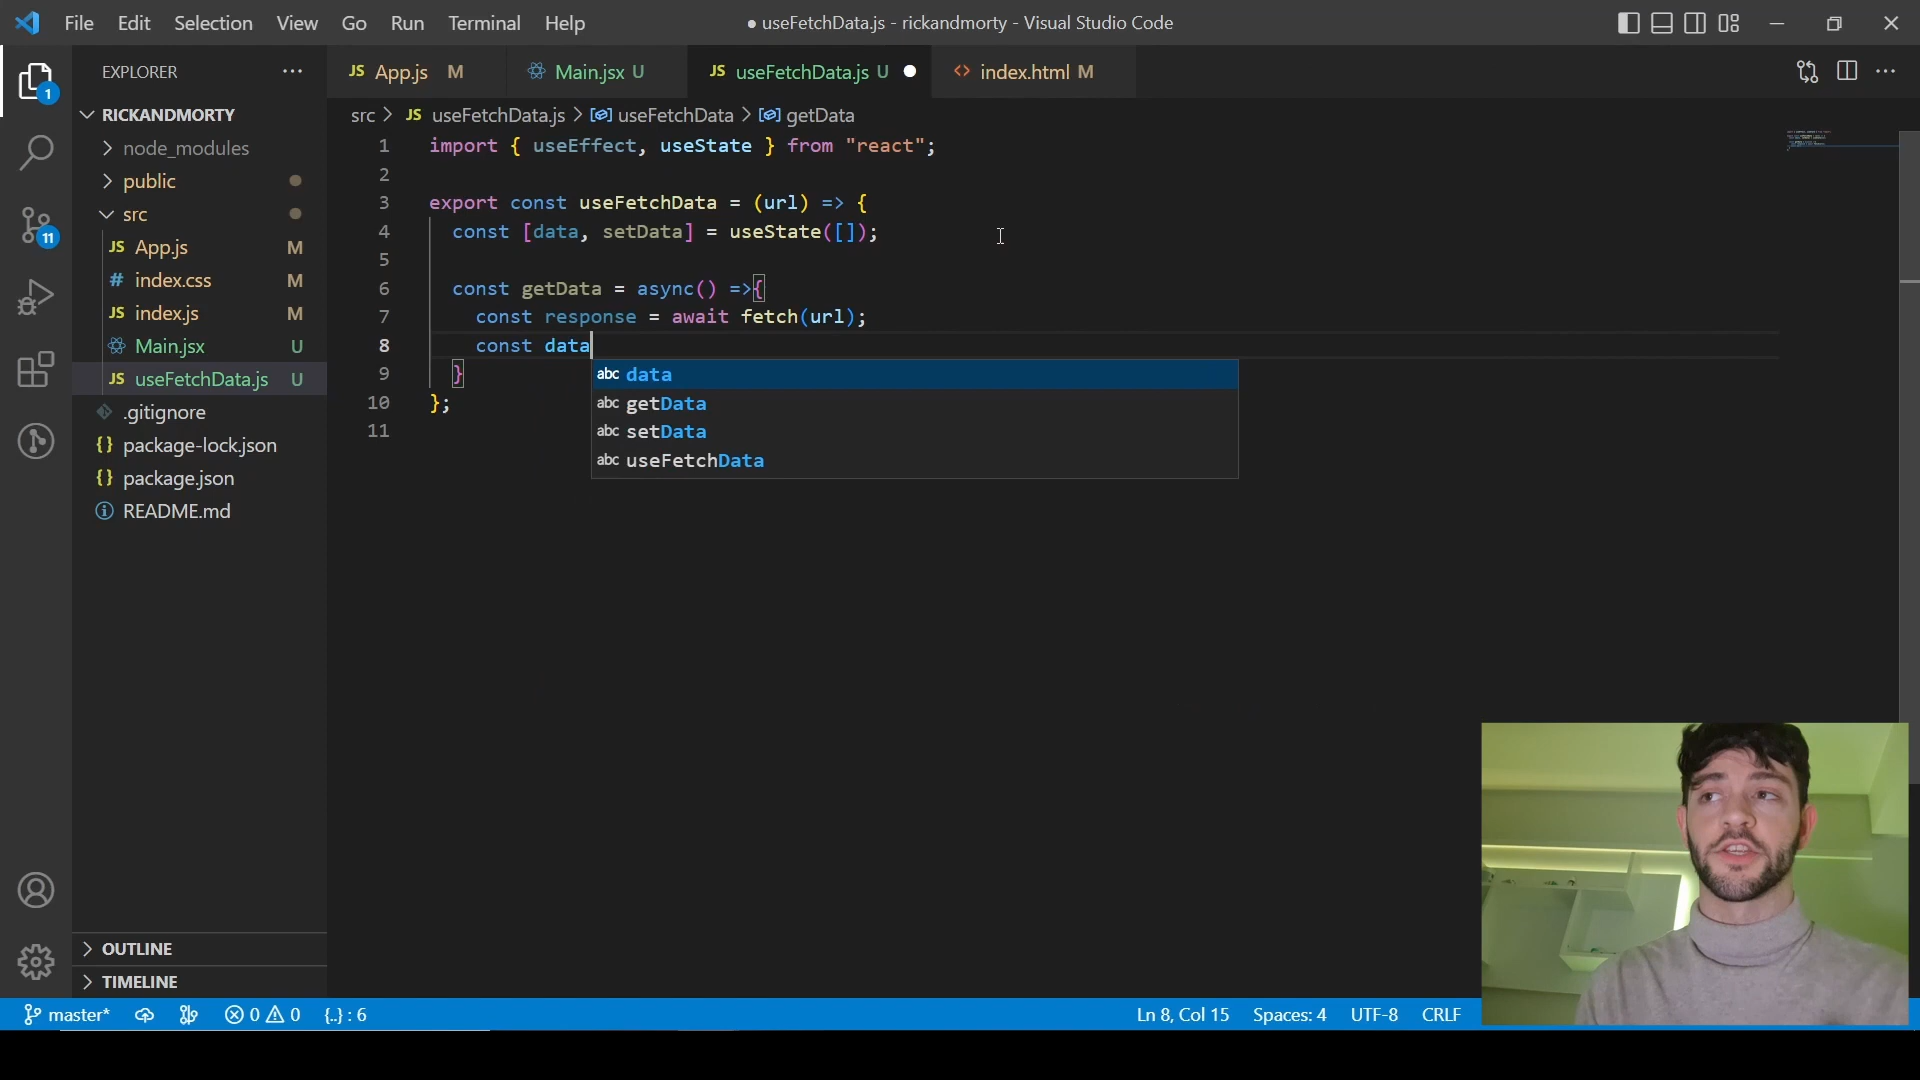 File Edit Selection View Go Run Terminal Help
● useFetchData.js - rickandmorty - Visual Studio Code
EXPLORER ···
1
RICKANDMORTY
node_modules
public
src
11
JS App.js M
# index.css M
JS index.js M
Main.jsx U
JS useFetchData.js U
.gitignore
{} package-lock.json
{} package.json
README.md
OUTLINE
TIMELINE
JS App.js M
Main.jsx U
JS useFetchData.js U
<> index.html M
src > JS useFetchData.js > useFetchData > getData
1 import { useEffect, useState } from "react";
2
3 export const useFetchData = (url) => {
4 const [data, setData] = useState([]);
5
6 const getData = async() =>{
7 const response = await fetch(url);
8 const data
9 }
10 };
11
abc data
abc getData
abc setData
abc useFetchData
master* 0 0 {..} : 6
Ln 8, Col 15 Spaces: 4 UTF-8 CRLF